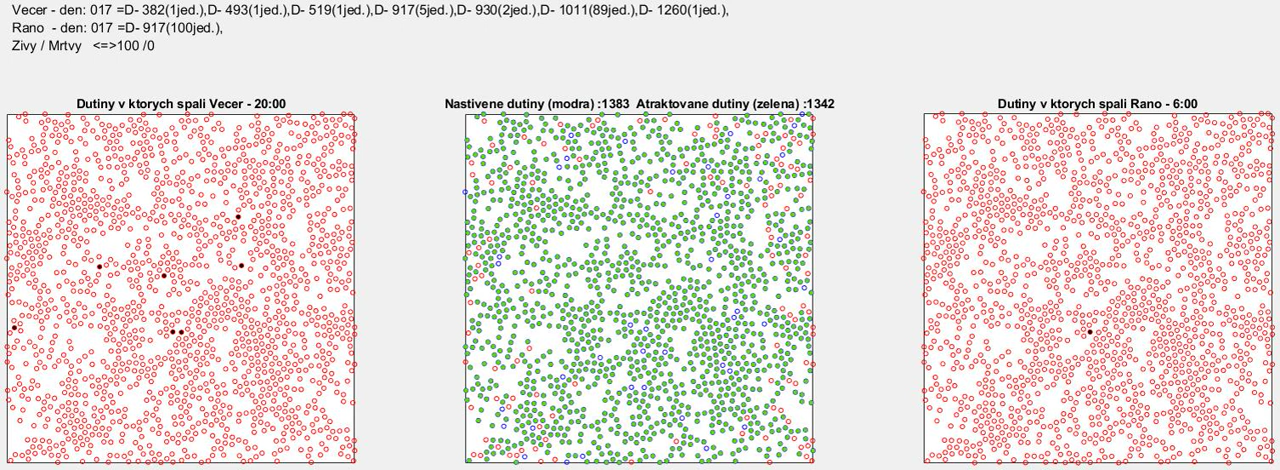 Vecer - den: 017 =D- 382(1jed.),D- 493(1jed.),D- 519(1jed.),D- 917(5jed.),D- 930(2jed.),D- 1011(89jed.),D- 1260(1jed.),
Rano - den: 017 =D- 917(100jed.),
Zivy / Mrtvy <=>100 /0
Dutiny v ktorych spali Vecer - 20:00
Nastivene dutiny (modra) :1383 Atraktovane dutiny (zelena) :1342
Dutiny v ktorych spali Rano - 6:00